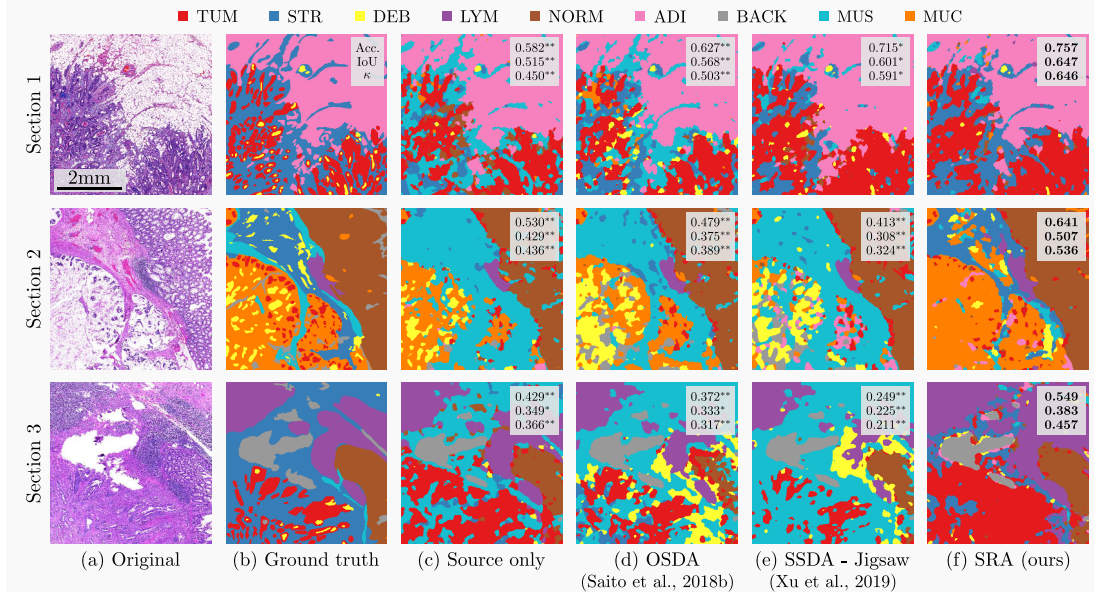 TUM STR DEB LYM NORM ADI BACK MUS MUC
Section 1
2mm
Acc.
IoU
κ
0.582**
0.515**
0.450**
0.627**
0.568**
0.503**
0.715*
0.601*
0.591*
0.757
0.647
0.646
Section 2
0.530**
0.429**
0.436**
0.479**
0.375**
0.389**
0.413**
0.308**
0.324**
0.641
0.507
0.536
Section 3
0.429**
0.349*
0.366*
0.372**
0.333*
0.317**
0.249**
0.225**
0.211**
0.549
0.383
0.457
(a) Original
(b) Ground truth
(c) Source only
(d) OSDA
(Saito et al., 2018b)
(e) SSDA - Jigsaw
(Xu et al., 2019)
(f) SRA (ours)